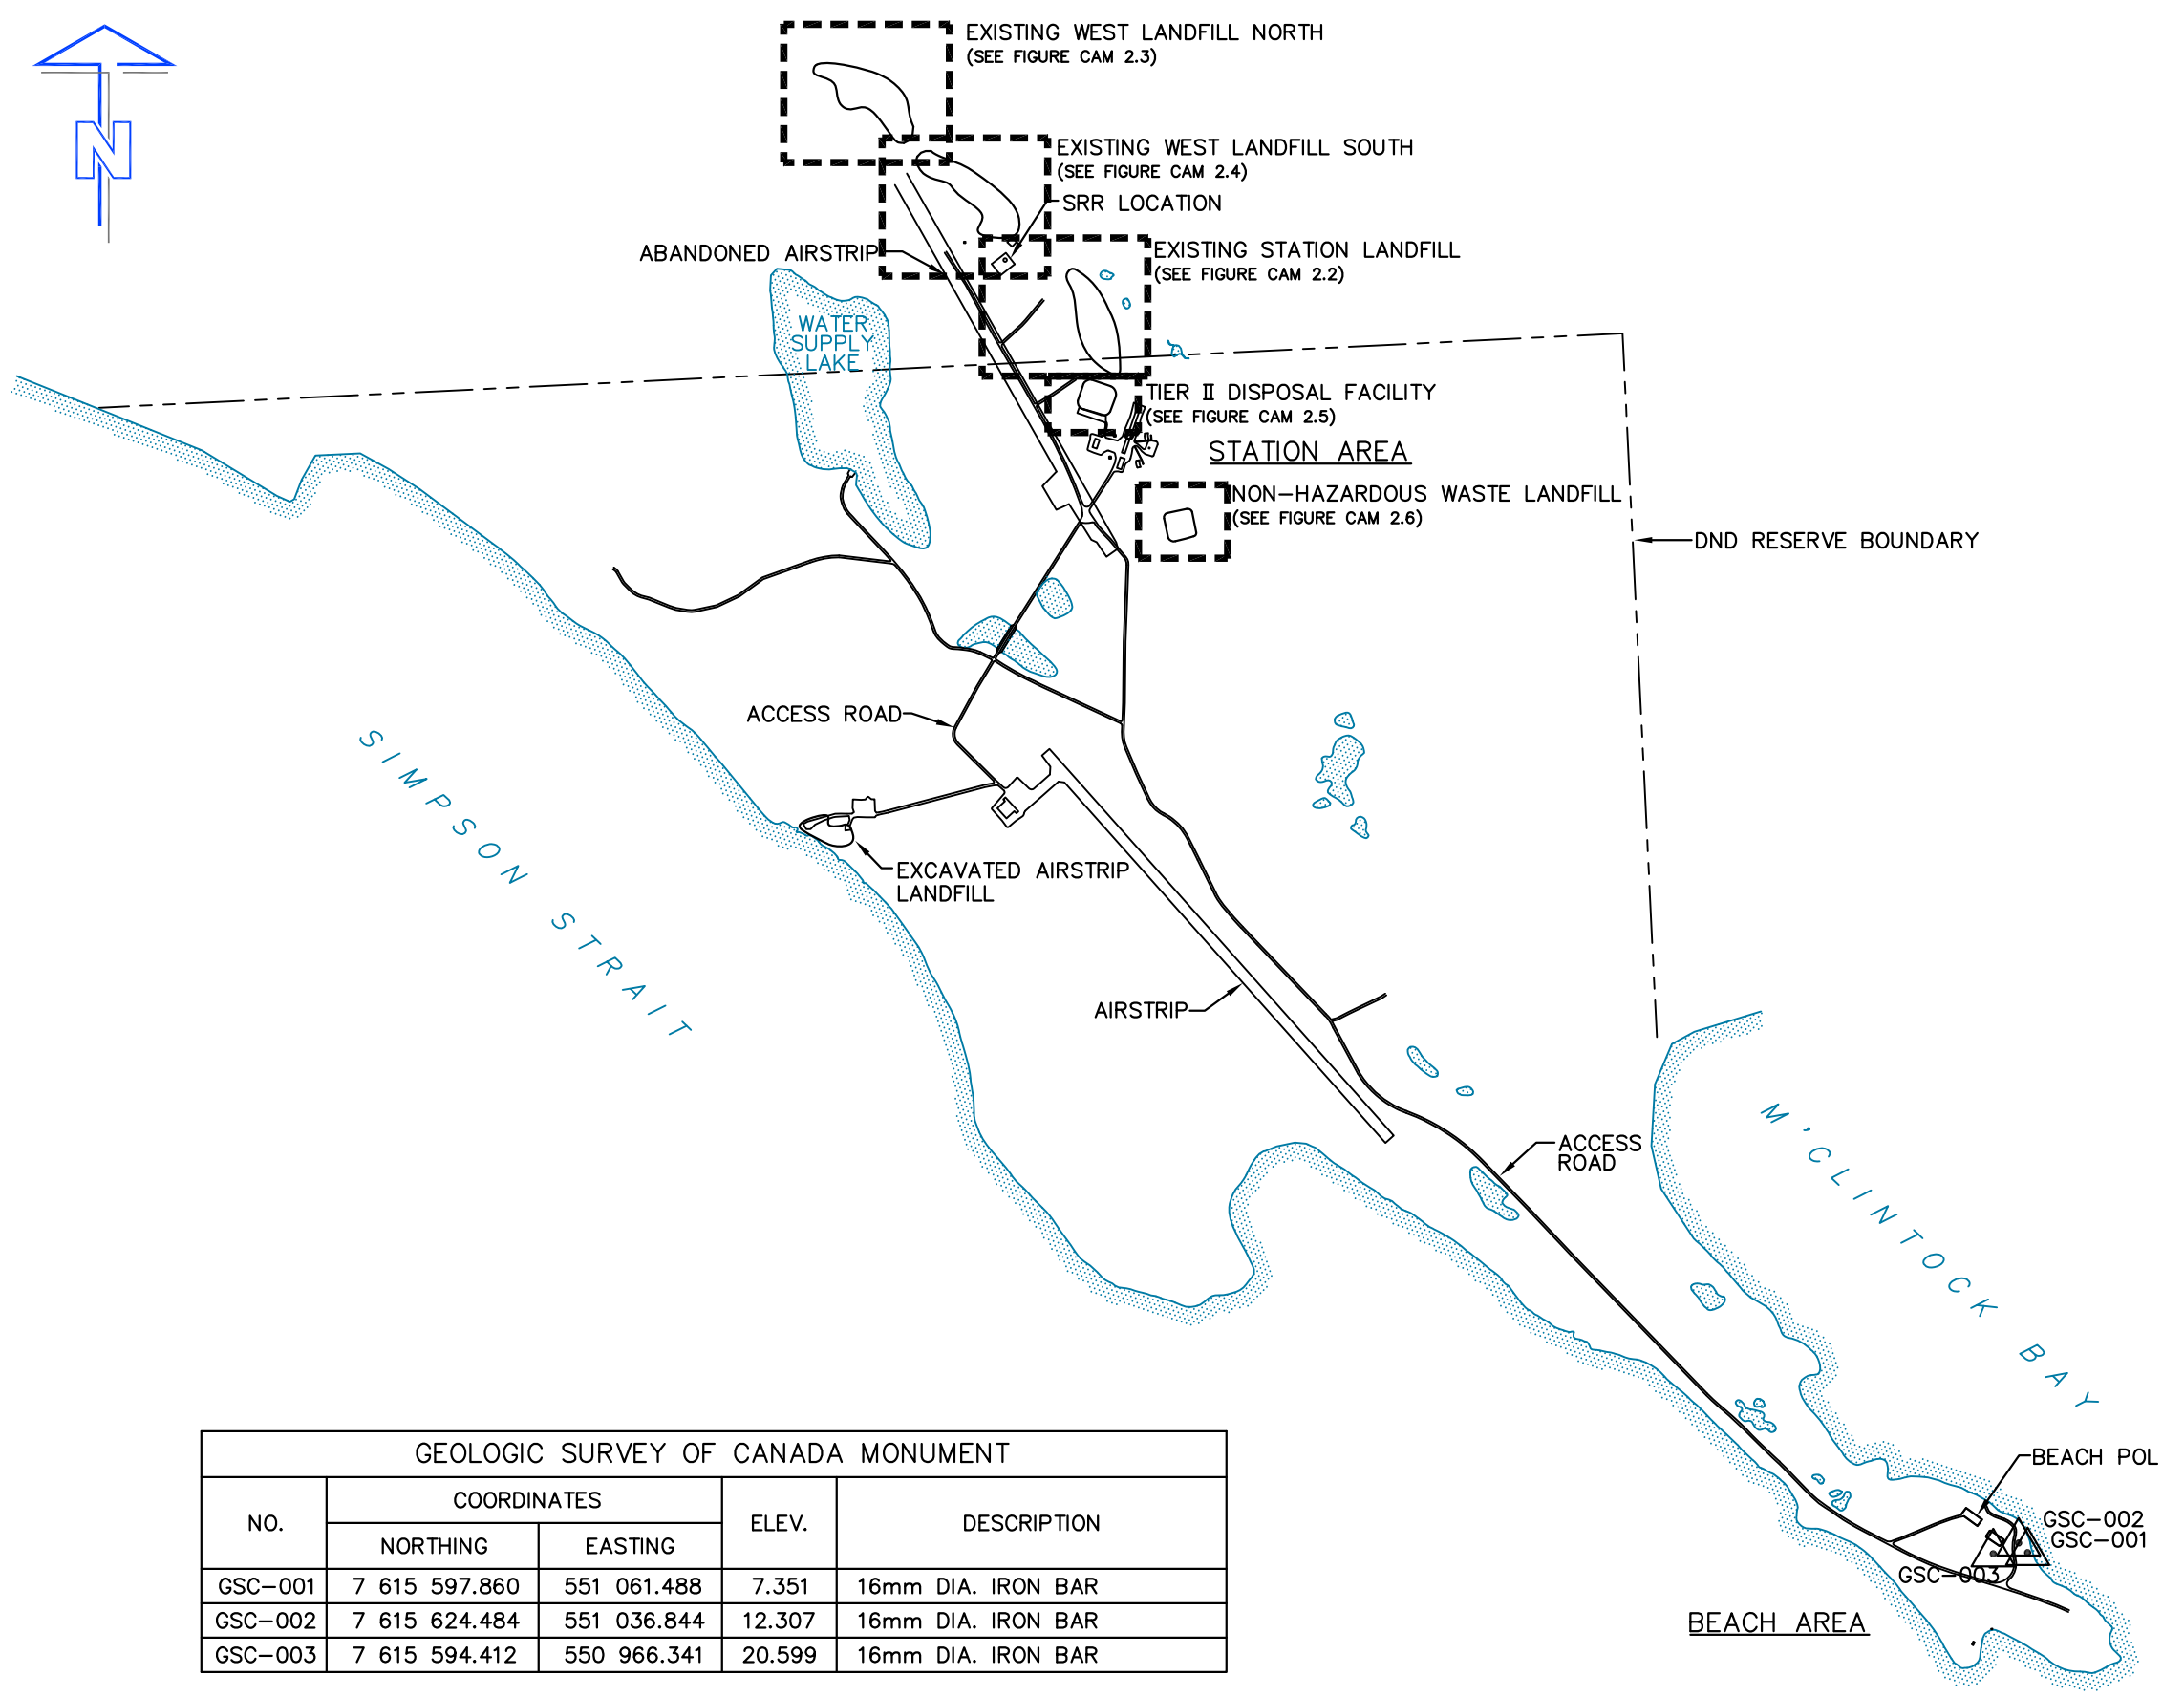 N
EXISTING WEST LANDFILL NORTH
(SEE FIGURE CAM 2.3)
EXISTING WEST LANDFILL SOUTH
(SEE FIGURE CAM 2.4)
SRR LOCATION
ABANDONED AIRSTRIP
EXISTING STATION LANDFILL
(SEE FIGURE CAM 2.2)
WATER
SUPPLY
LAKE
TIER II DISPOSAL FACILITY
(SEE FIGURE CAM 2.5)
STATION AREA
NON-HAZARDOUS WASTE LANDFILL
(SEE FIGURE CAM 2.6)
DND RESERVE BOUNDARY
ACCESS ROAD
SIMPSON STRAIT
EXCAVATED AIRSTRIP
LANDFILL
AIRSTRIP
ACCESS
ROAD
M'CLINTOCK BAY
BEACH POL
GSC-002
GSC-001
GSC-003
BEACH AREA
GEOLOGIC SURVEY OF CANADA MONUMENT
NO. COORDINATES ELEV. DESCRIPTION
NORTHING EASTING
GSC-001 7 615 597.860 551 061.488 7.351 16mm DIA. IRON BAR
GSC-002 7 615 624.484 551 036.844 12.307 16mm DIA. IRON BAR
GSC-003 7 615 594.412 550 966.341 20.599 16mm DIA. IRON BAR